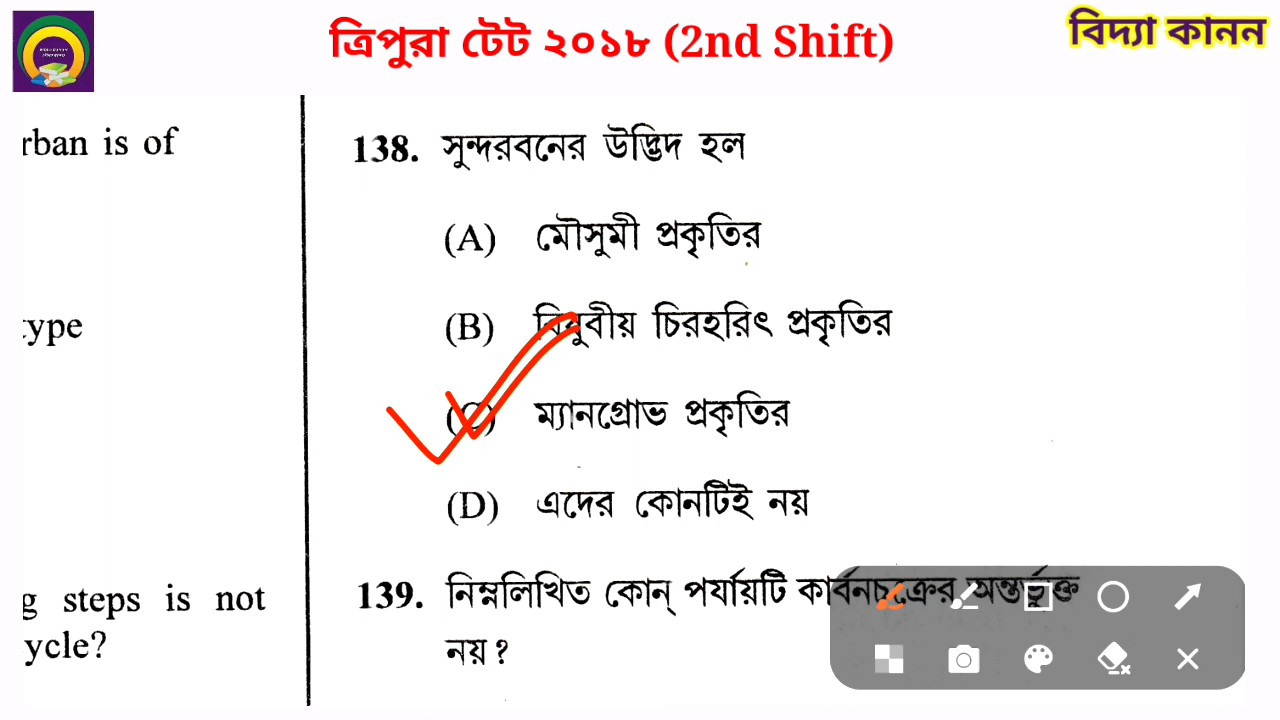 ত্রিপুরা টেট ২০১৮ (2nd Shift)
বিদ্যা কানন
rban is of
type
g steps is not
ycle?
138. সুন্দরবনের উদ্ভিদ হল
(A) মৌসুমী প্রকৃতির
(B) বিষুবীয় চিরহরিৎ প্রকৃতির
(C) ম্যানগ্রোভ প্রকৃতির
(D) এদের কোনটিই নয়
139. নিম্নলিখিত কোন্ পর্যায়টি কার্বনচক্রের অন্তর্ভুক্ত
নয় ?